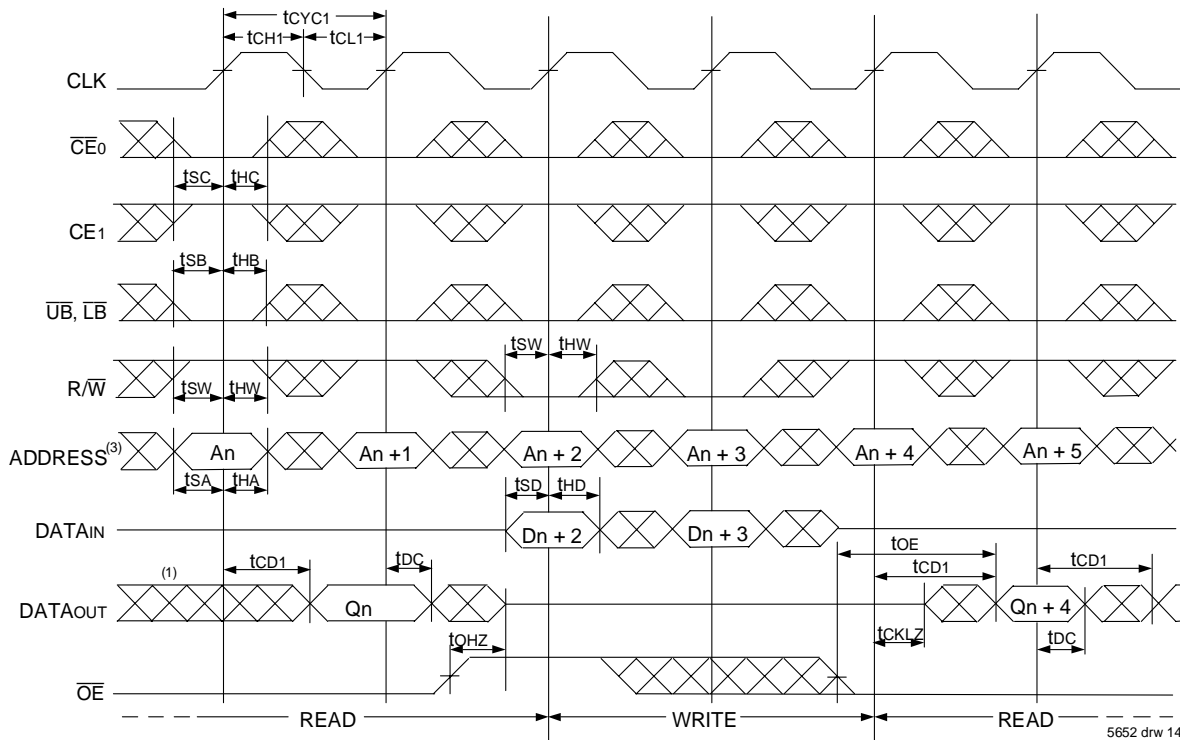 tCYC1
tCH1 tCL1
CLK
CE0
tSC tHC
CE1
tSB tHB
UB, LB
tSW tHW
R/W
tSW tHW
ADDRESS(3) An An +1 An + 2 An + 3 An + 4 An + 5
tSA tHA tSD tHD
DATAIN Dn + 2 Dn + 3
tOE
(1) tCD1 tDC tCD1 tCD1
DATAOUT Qn Qn + 4
tOHZ tCKLZ tDC
OE
READ WRITE READ
5652 drw 14